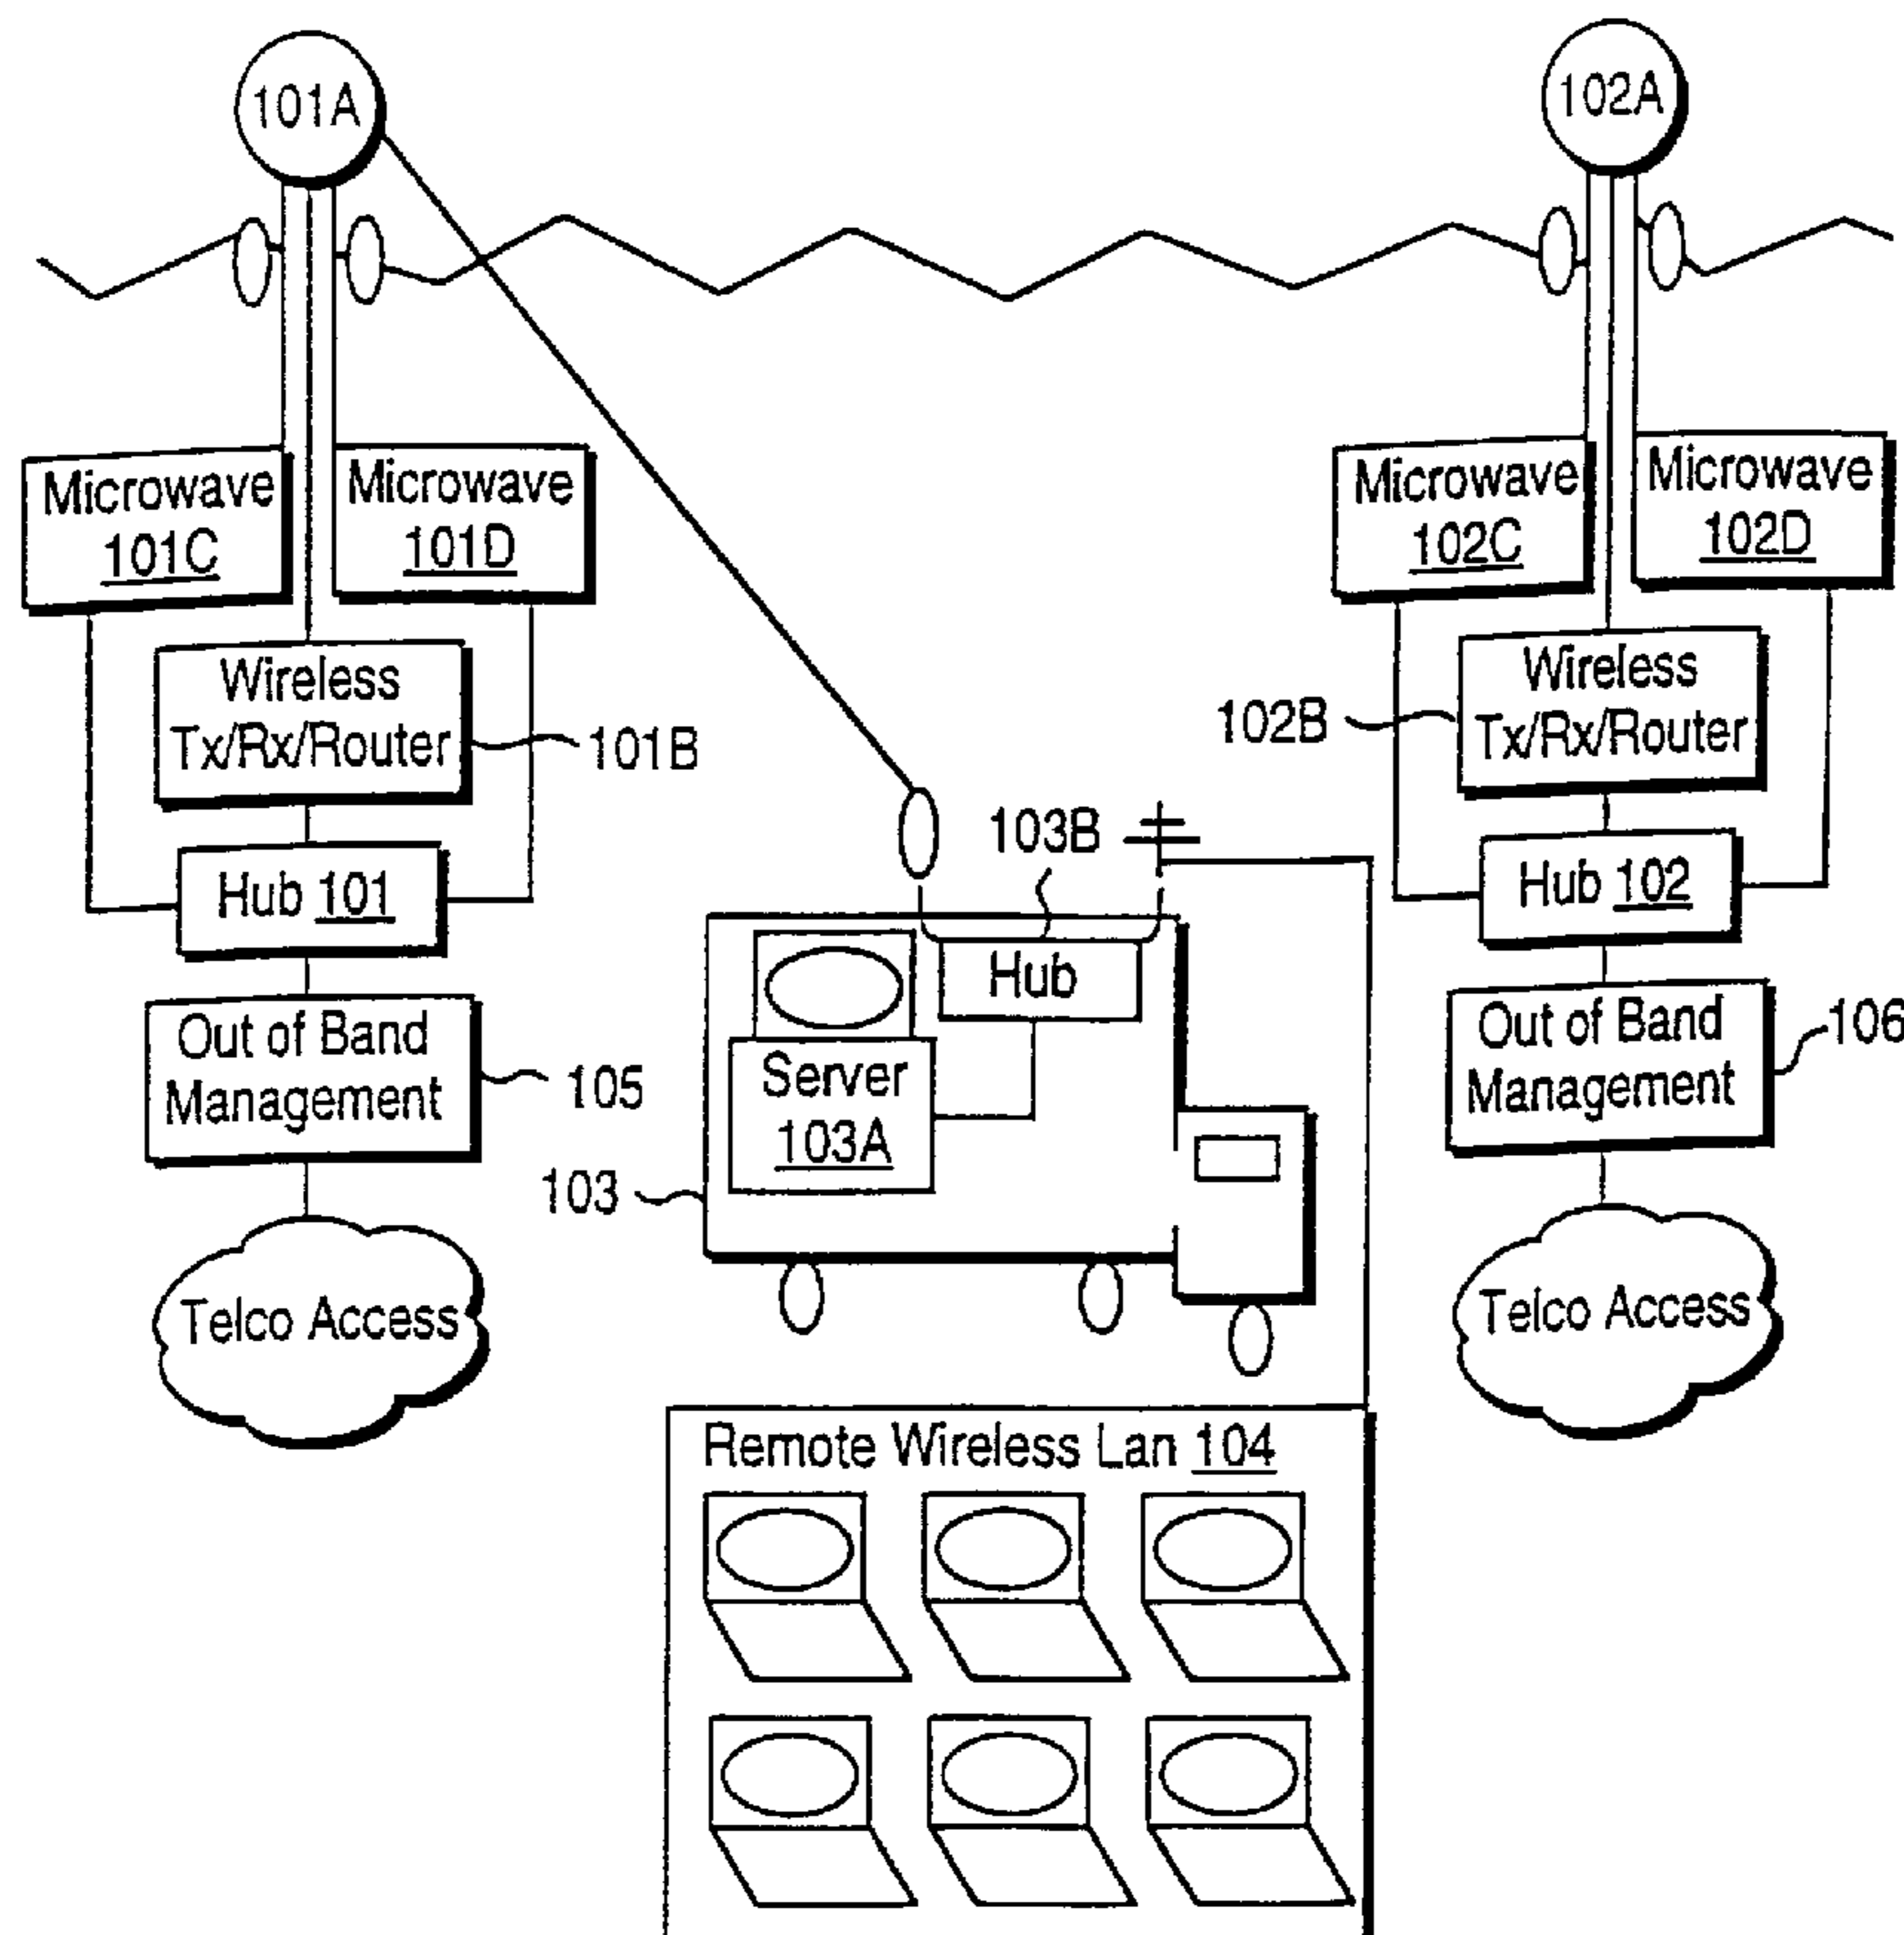 101A
102A
Microwave
101C
Microwave
101D
Microwave
102C
Microwave
102D
Wireless
Tx/Rx/Router
101B
102B
Wireless
Tx/Rx/Router
103B
Hub 101
Hub 102
Hub
Out of Band
Management
105
Server
103A
103
Out of Band
Management
106
Telco Access
Telco Access
Remote Wireless Lan 104